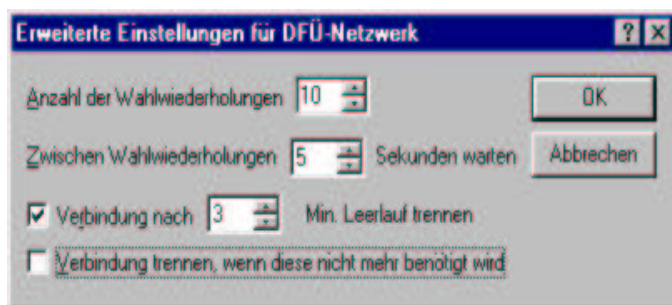 Erweiterte Einstellungen für DFÜ-Netzwerk
Anzahl der Wahlwiederholungen 10 OK
Zwischen Wahlwiederholungen 5 Sekunden warten Abbrechen
Verbindung nach 3 Min. Leerlauf trennen
Verbindung trennen, wenn diese nicht mehr benötigt wird